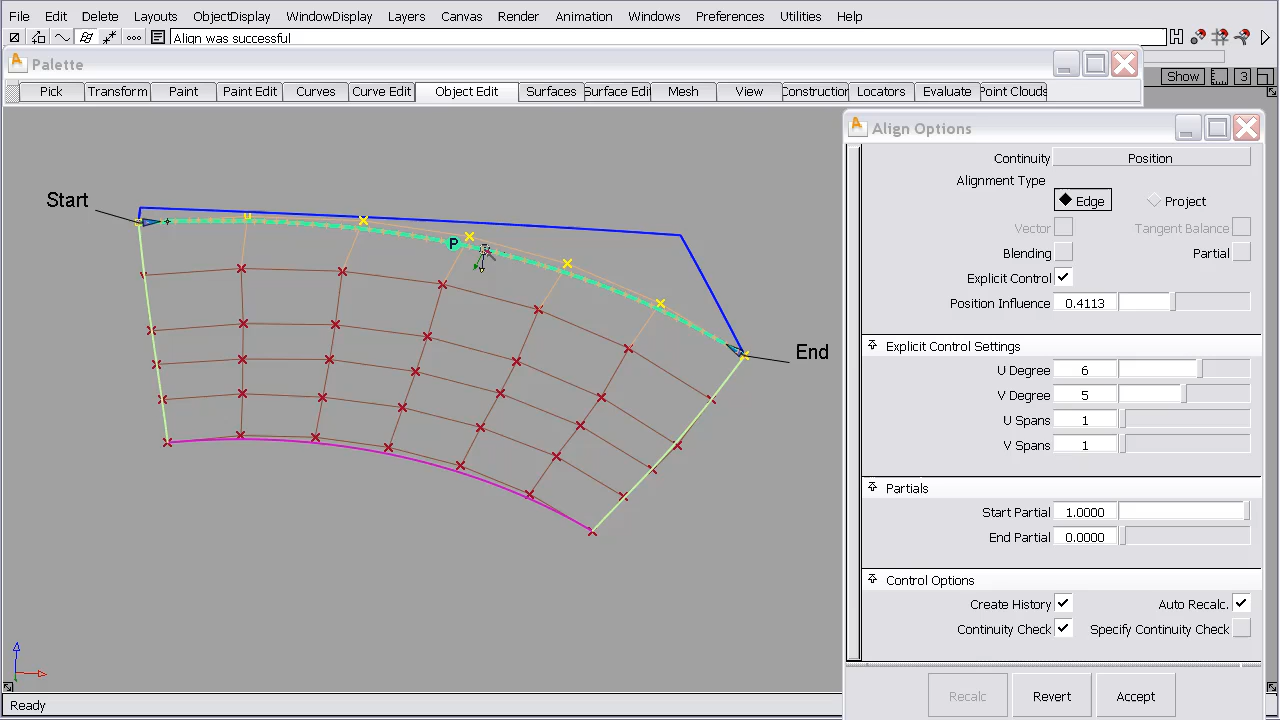 File Edit Delete Layouts ObjectDisplay WindowDisplay Layers Canvas Render Animation Windows Preferences Utilities Help
Align was successful
Palette
Show 3
Pick Transform Paint Paint Edit Curves Curve Edit Object Edit Surfaces Surface Edi Mesh View Construction Locators Evaluate Point Clouds
Align Options
Continuity Position
Alignment Type
Edge Project
Vector Tangent Balance
Blending Partial
Explicit Control
Position Influence 0.4113
Explicit Control Settings
U Degree 6
V Degree 5
U Spans 1
V Spans 1
Partials
Start Partial 1.0000
End Partial 0.0000
Control Options
Create History Auto Recalc.
Continuity Check Specify Continuity Check
Recalc Revert Accept
Start
P
End
Ready